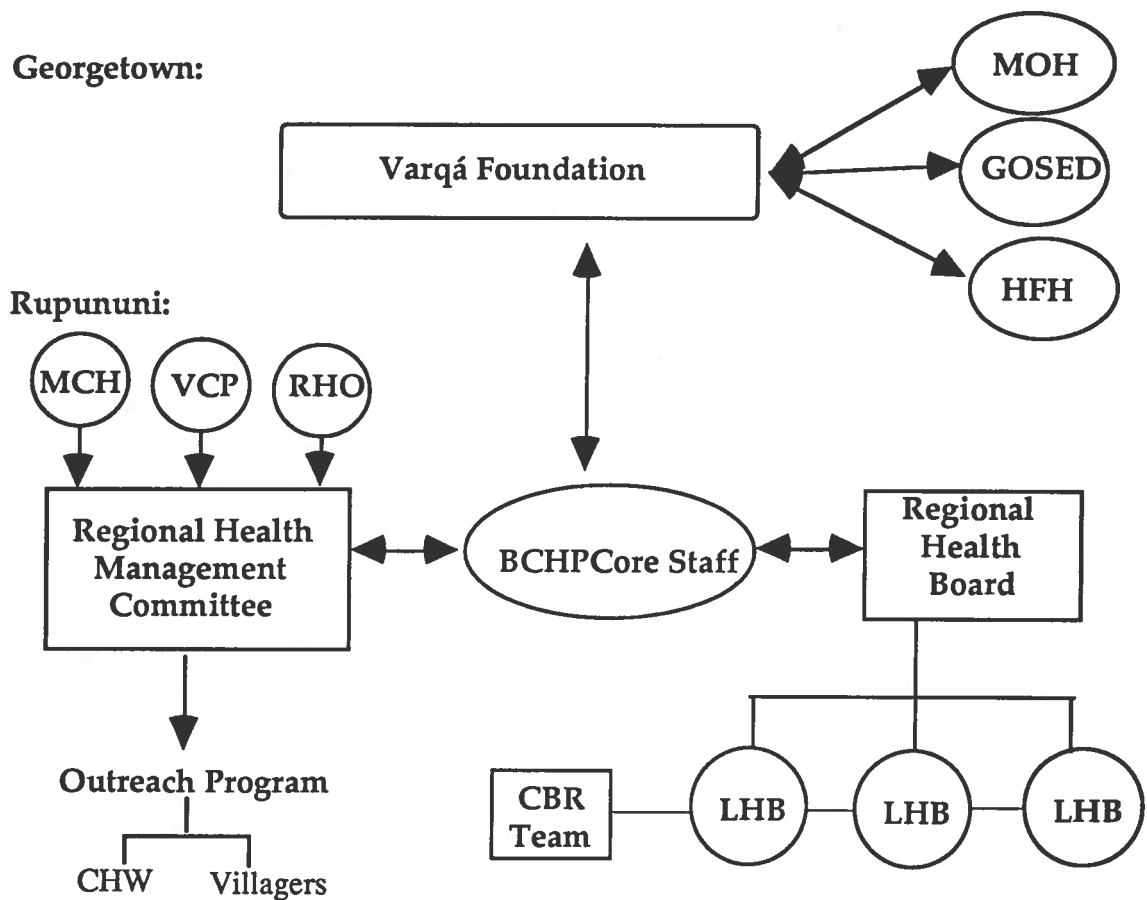 Georgetown:
MOH
Varqá Foundation
GOSED
HFH
Rupununi:
MCH
VCP
RHO
Regional Health
Management
Committee
BCHPCore Staff
Regional
Health
Board
Outreach Program
CHW
Villagers
CBR
Team
LHB
LHB
LHB